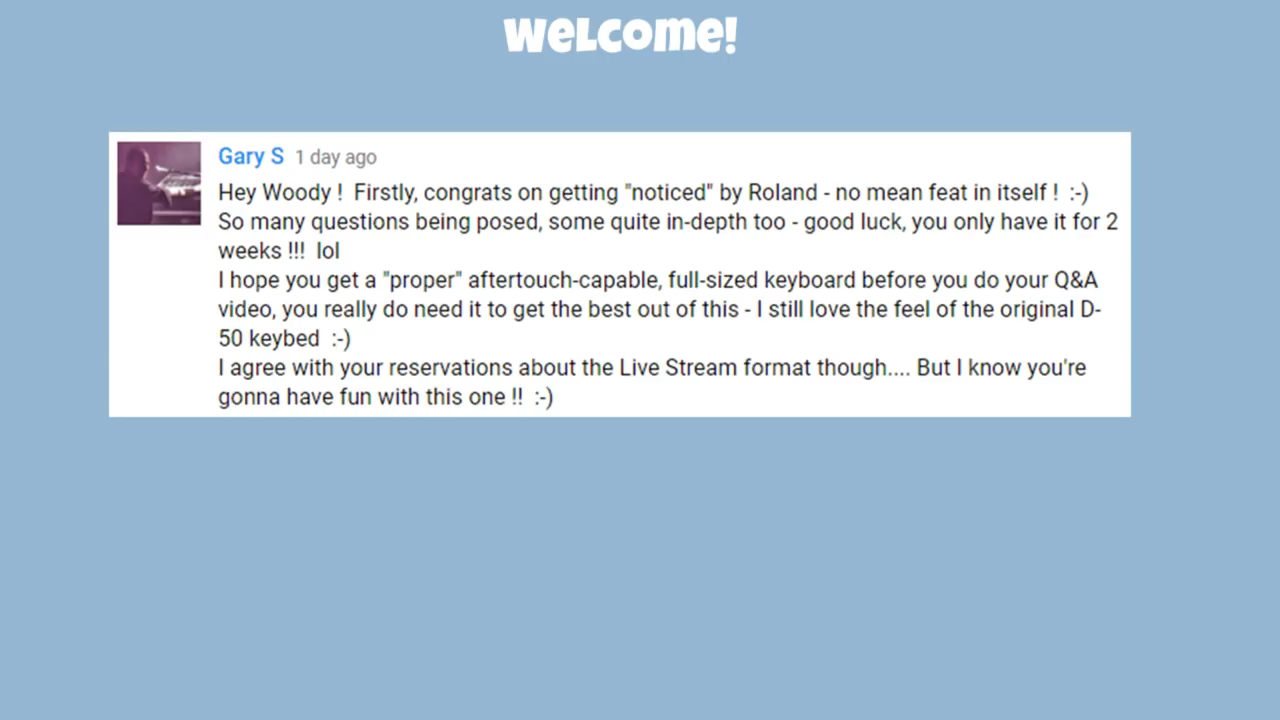 Welcome!
Gary S 1 day ago
Hey Woody ! Firstly, congrats on getting "noticed" by Roland - no mean feat in itself ! :-)
So many questions being posed, some quite in-depth too - good luck, you only have it for 2
weeks !!! lol
I hope you get a "proper" aftertouch-capable, full-sized keyboard before you do your Q&A
video, you really do need it to get the best out of this - I still love the feel of the original D-
50 keybed :-)
I agree with your reservations about the Live Stream format though.... But I know you're
gonna have fun with this one !! :-)